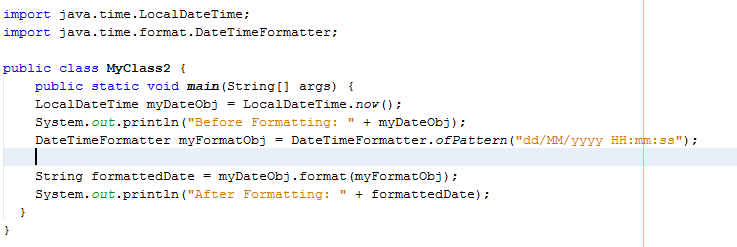 import java.time.LocalDateTime;
import java.time.format.DateTimeFormatter;
public class MyClass2 {
public static void main(String[] args) {
LocalDateTime myDateObj = LocalDateTime.now();
System.out.println("Before Formatting: " + myDateObj);
DateTimeFormatter myFormatObj = DateTimeFormatter.ofPattern("dd/MM/yyyy HH:mm:ss");
String formattedDate = myDateObj.format(myFormatObj);
System.out.println("After Formatting: " + formattedDate);
}
}